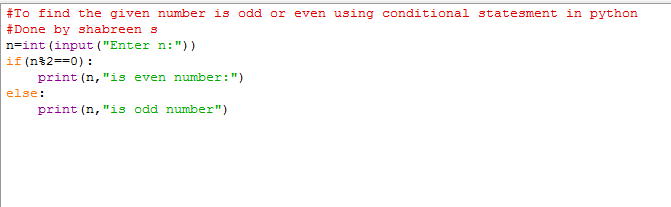 #To find the given number is odd or even using conditional statesment in python
#Done by shabreen s
n=int(input("Enter n:"))
if(n%2==0):
    print(n,"is even number:")
else:
    print(n,"is odd number")